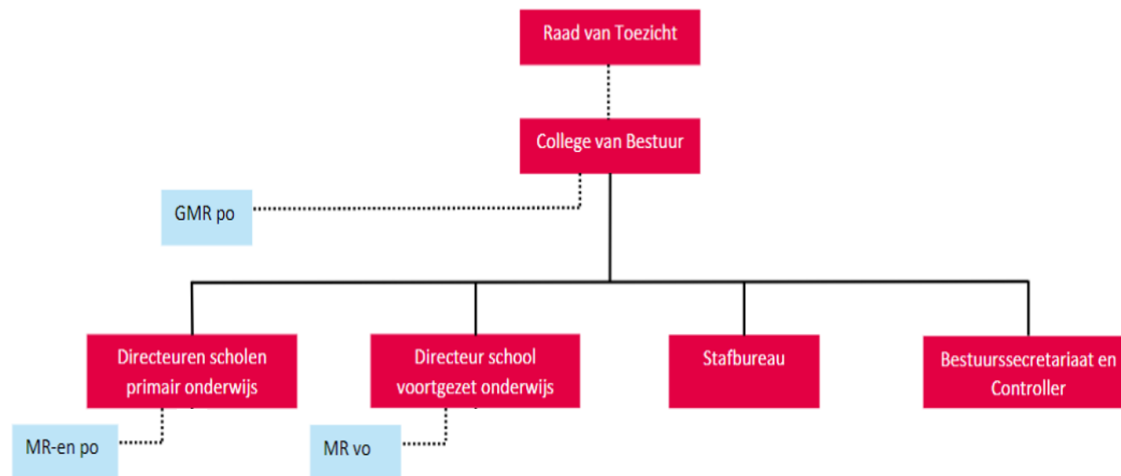 Raad van Toezicht
College van Bestuur
GMR po
Directeuren scholen
primair onderwijs
Directeur school
voortgezet onderwijs
Stafbureau
Bestuurssecretariaat en
Controller
MR-en po
MR vo